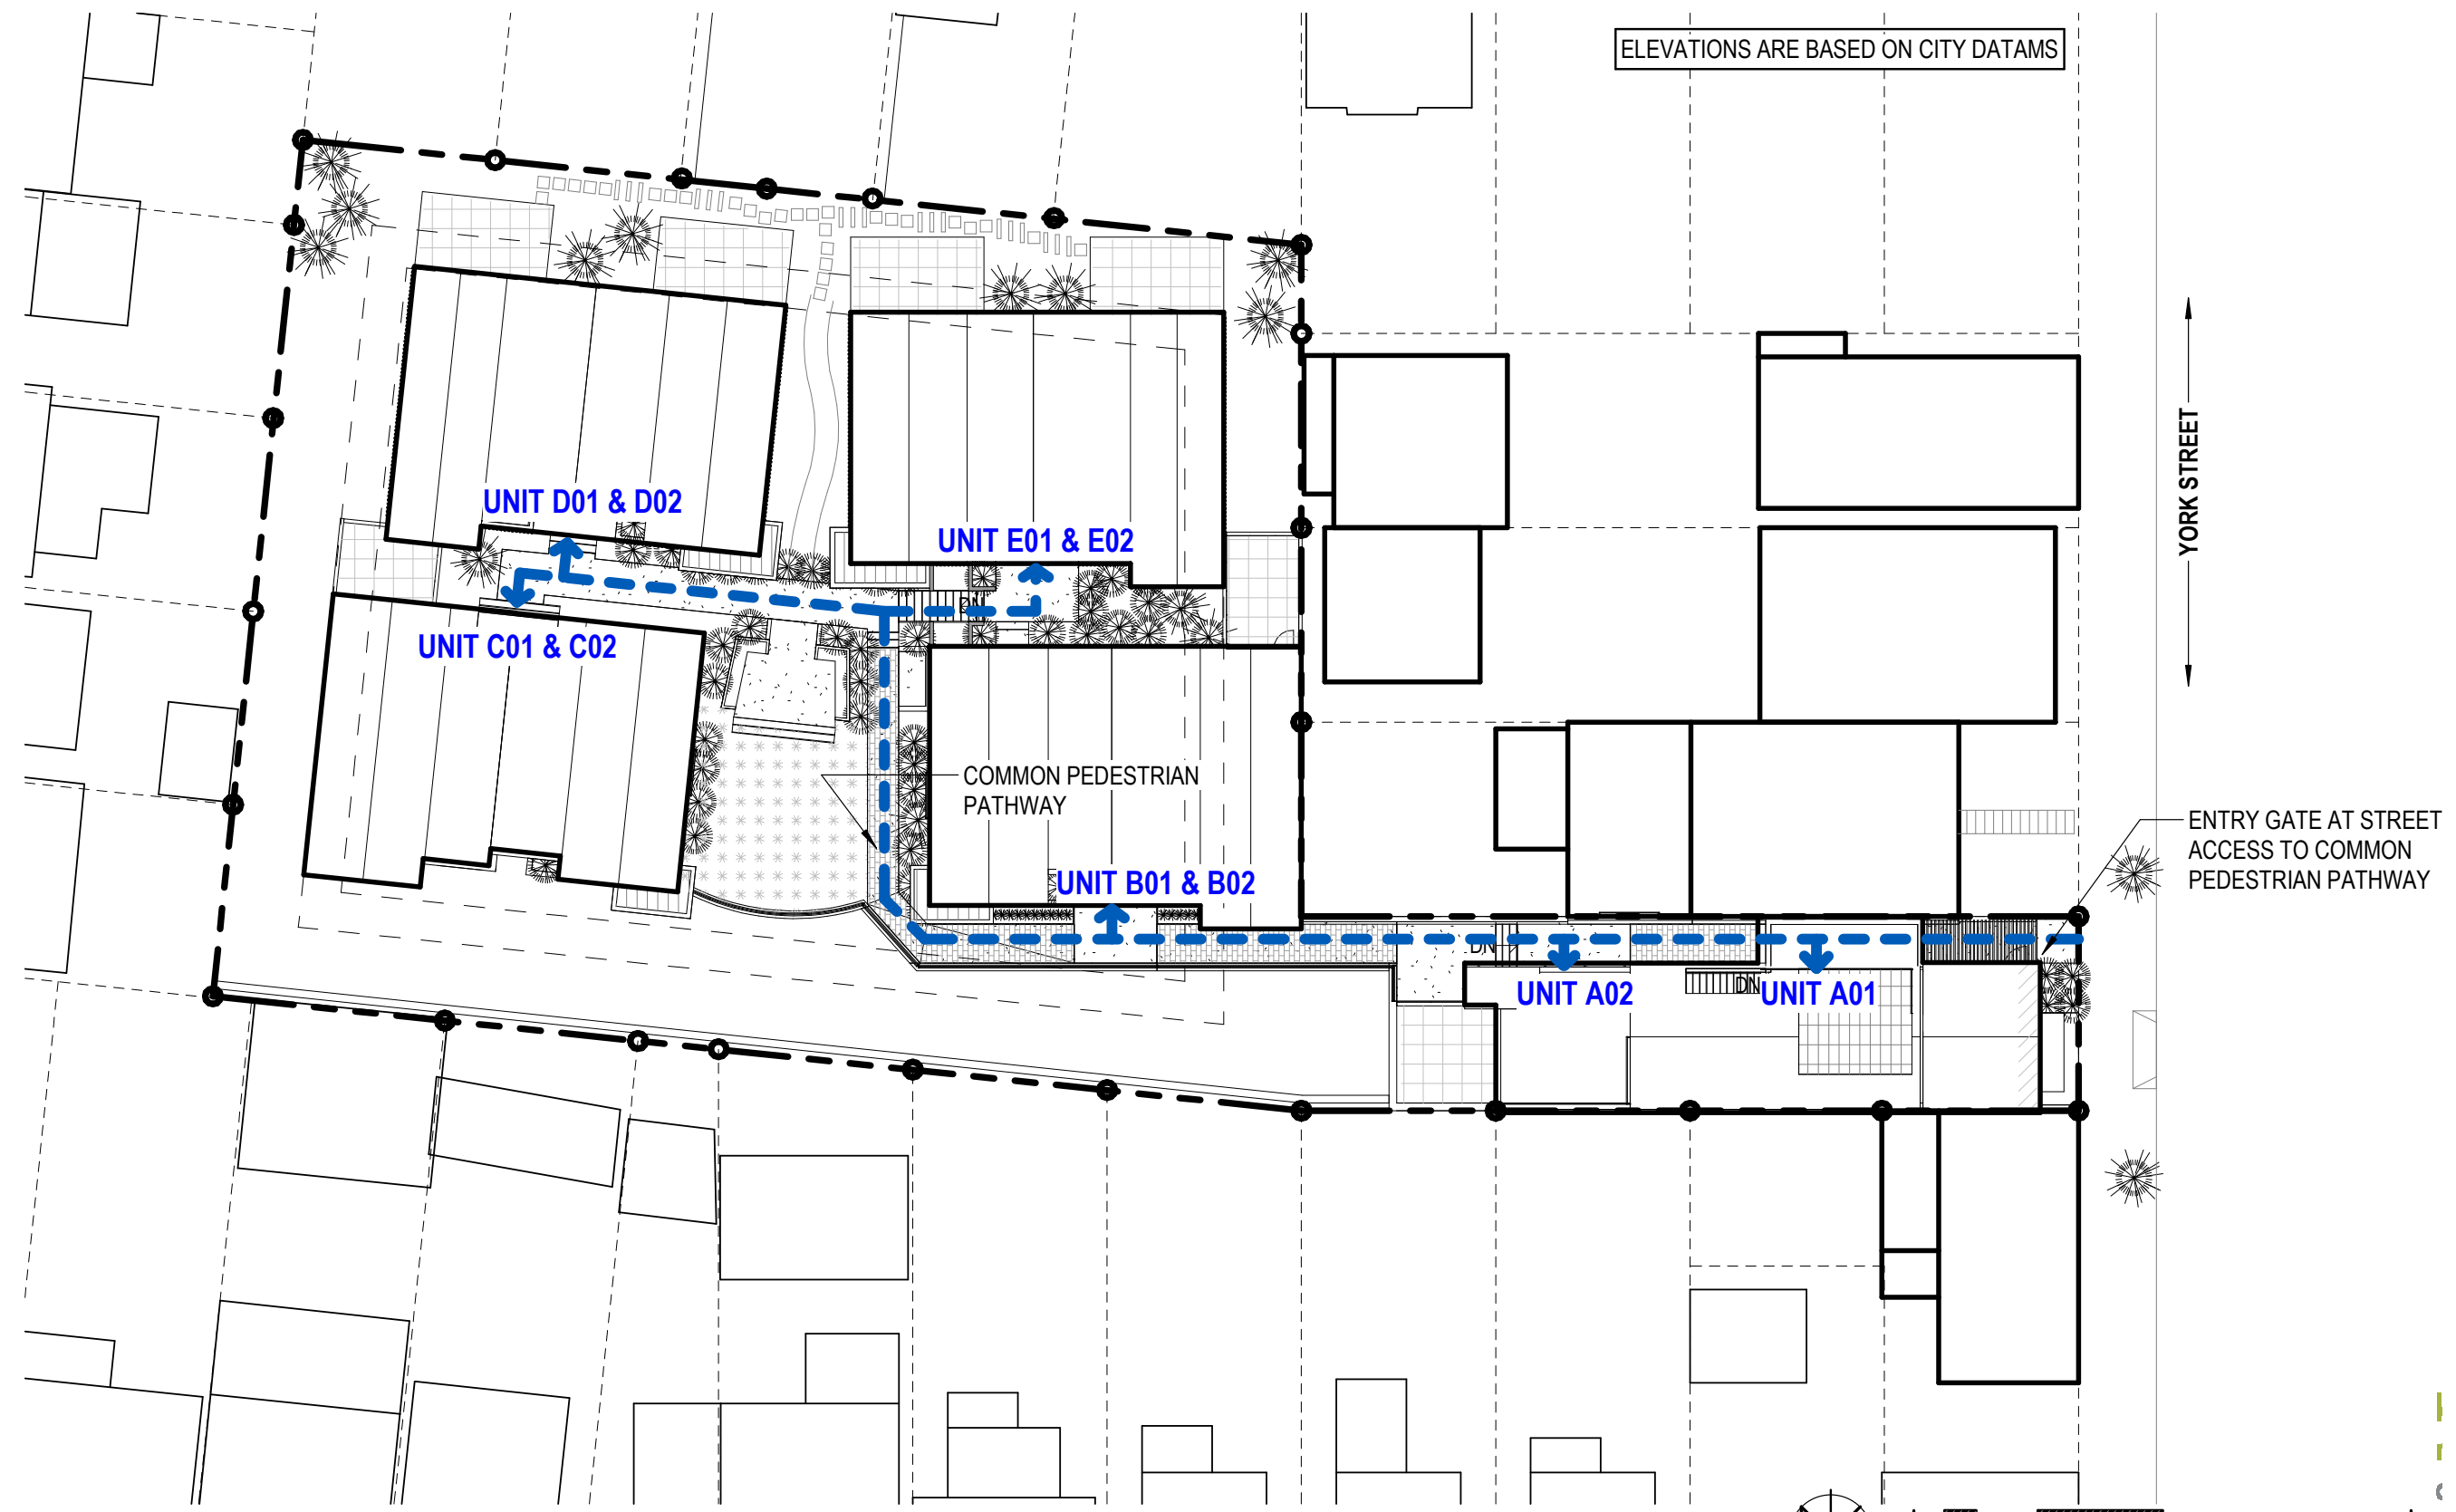 ELEVATIONS ARE BASED ON CITY DATAMS
YORK STREET
UNIT D01 & D02
UNIT E01 & E02
DN
UNIT C01 & C02
COMMON PEDESTRIAN
PATHWAY
ENTRY GATE AT STREET
ACCESS TO COMMON
PEDESTRIAN PATHWAY
UNIT B01 & B02
DN
UNIT A02
DN
UNIT A01